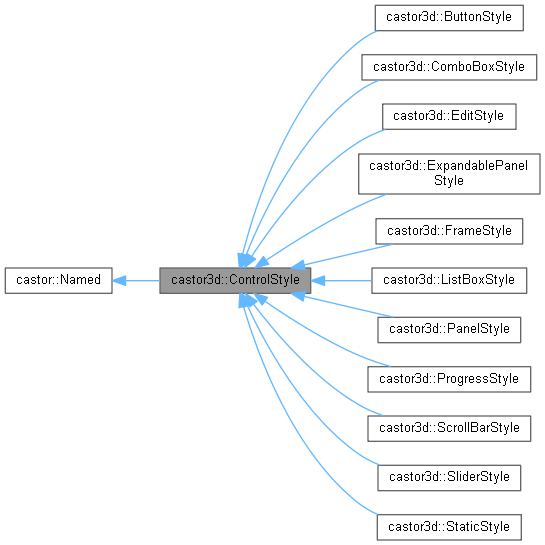 castor3d::ButtonStyle
castor3d::ComboBoxStyle
castor3d::EditStyle
castor3d::ExpandablePanel
Style
castor3d::FrameStyle
castor::Named
castor3d::ControlStyle
castor3d::ListBoxStyle
castor3d::PanelStyle
castor3d::ProgressStyle
castor3d::ScrollBarStyle
castor3d::SliderStyle
castor3d::StaticStyle